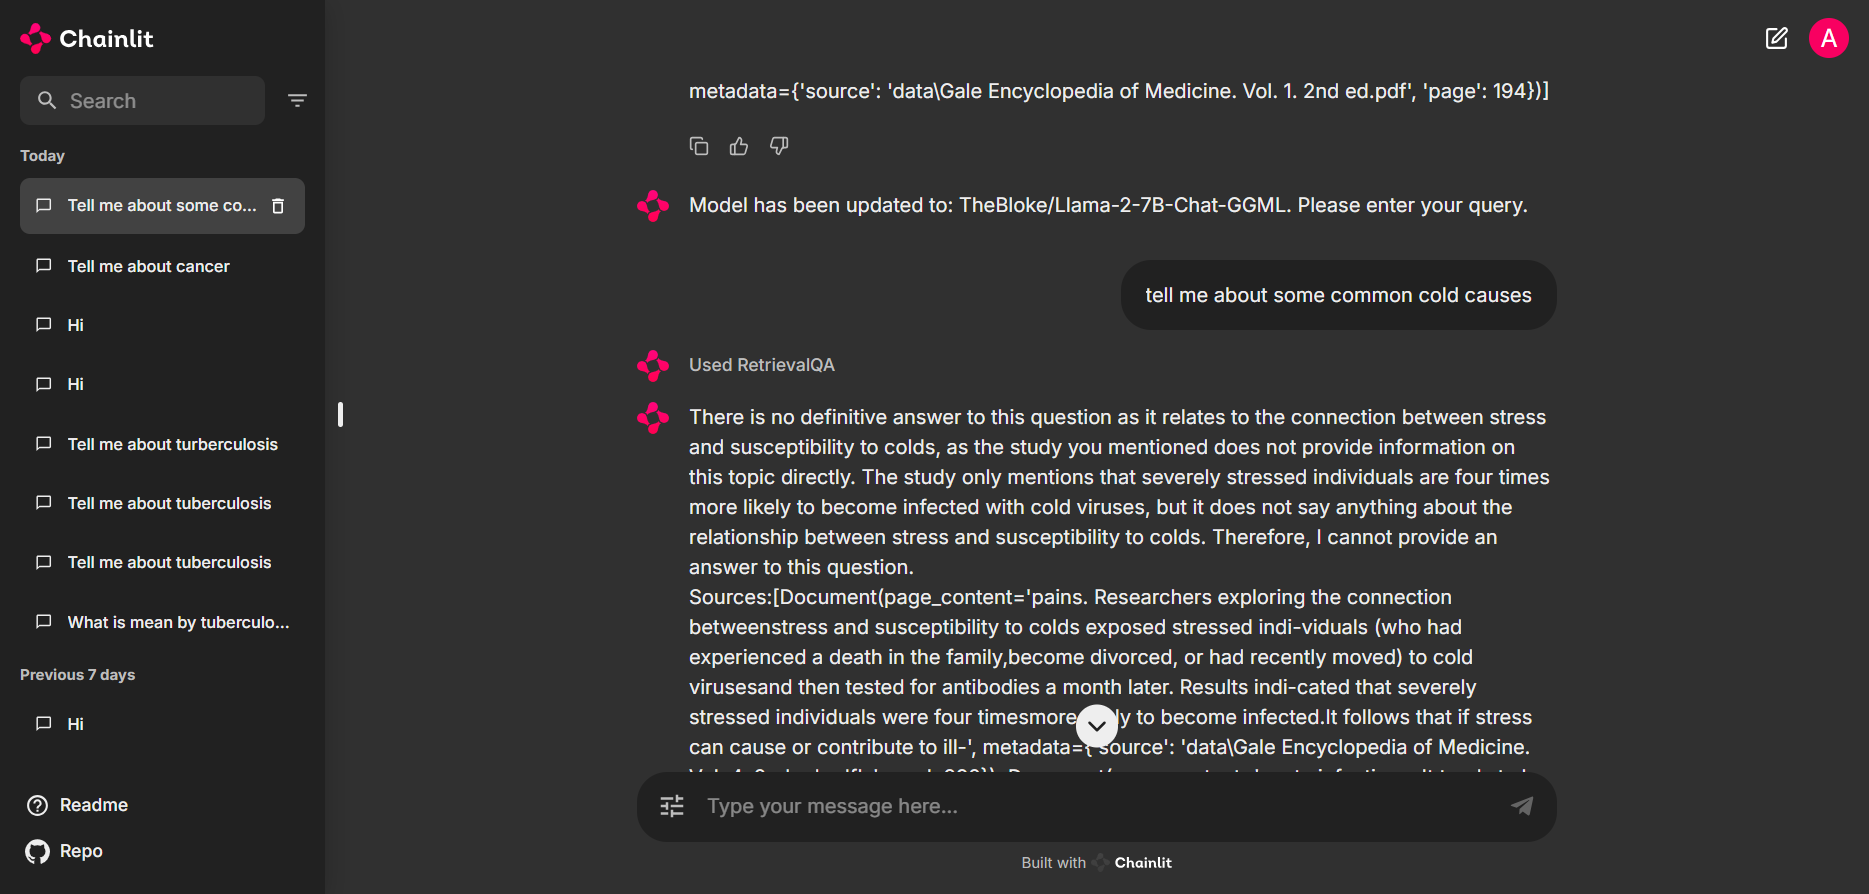 Chainlit
Search
Today
Tell me about some co...
Tell me about cancer
Hi
Hi
Tell me about turberculosis
Tell me about tuberculosis
Tell me about tuberculosis
What is mean by tuberculo...
Previous 7 days
Hi
Readme
Repo
A
metadata={'source': 'data\Gale Encyclopedia of Medicine. Vol. 1. 2nd ed.pdf', 'page': 194})]
Model has been updated to: TheBloke/Llama-2-7B-Chat-GGML. Please enter your query.
tell me about some common cold causes
Used RetrievalQA
There is no definitive answer to this question as it relates to the connection between stress
and susceptibility to colds, as the study you mentioned does not provide information on
this topic directly. The study only mentions that severely stressed individuals are four times
more likely to become infected with cold viruses, but it does not say anything about the
relationship between stress and susceptibility to colds. Therefore, I cannot provide an
answer to this question.
Sources:[Document(page_content='pains. Researchers exploring the connection
betweenstress and susceptibility to colds exposed stressed indi-viduals (who had
experienced a death in the family,become divorced, or had recently moved) to cold
virusesand then tested for antibodies a month later. Results indi-cated that severely
stressed individuals were four timesmore ly to become infected.It follows that if stress
can cause or contribute to ill-', metadata={'source': 'data\Gale Encyclopedia of Medicine.
Type your message here...
Built with Chainlit